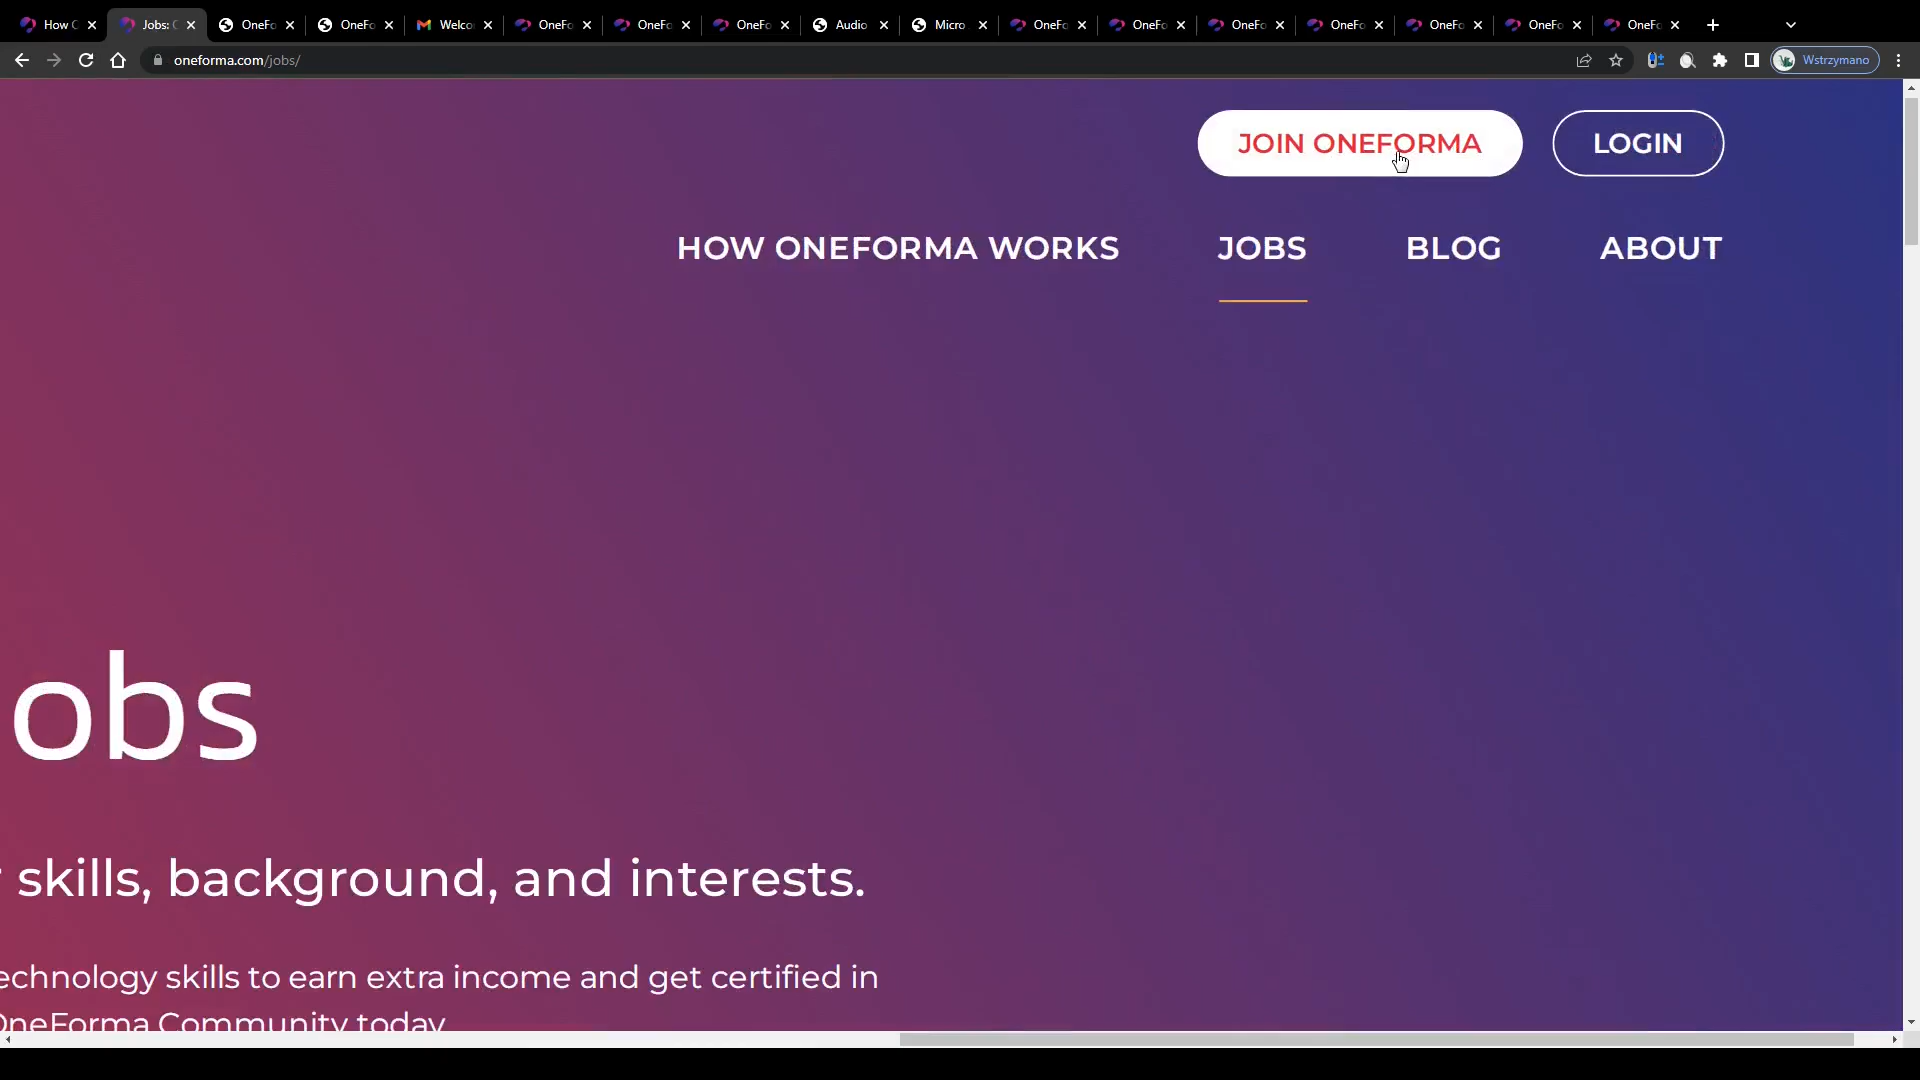 How O
Jobs: O
OneFo
OneFo
Welco
OneFo
OneFo
OneFo
Audio
Micro
OneFo
OneFo
OneFo
OneFo
OneFo
OneFo
OneFo
oneforma.com/jobs/
Wstrzymano
JOIN ONEFORMA
LOGIN
HOW ONEFORMA WORKS
JOBS
BLOG
ABOUT
obs
skills, background, and interests.
echnology skills to earn extra income and get certified in
OneForma Community today